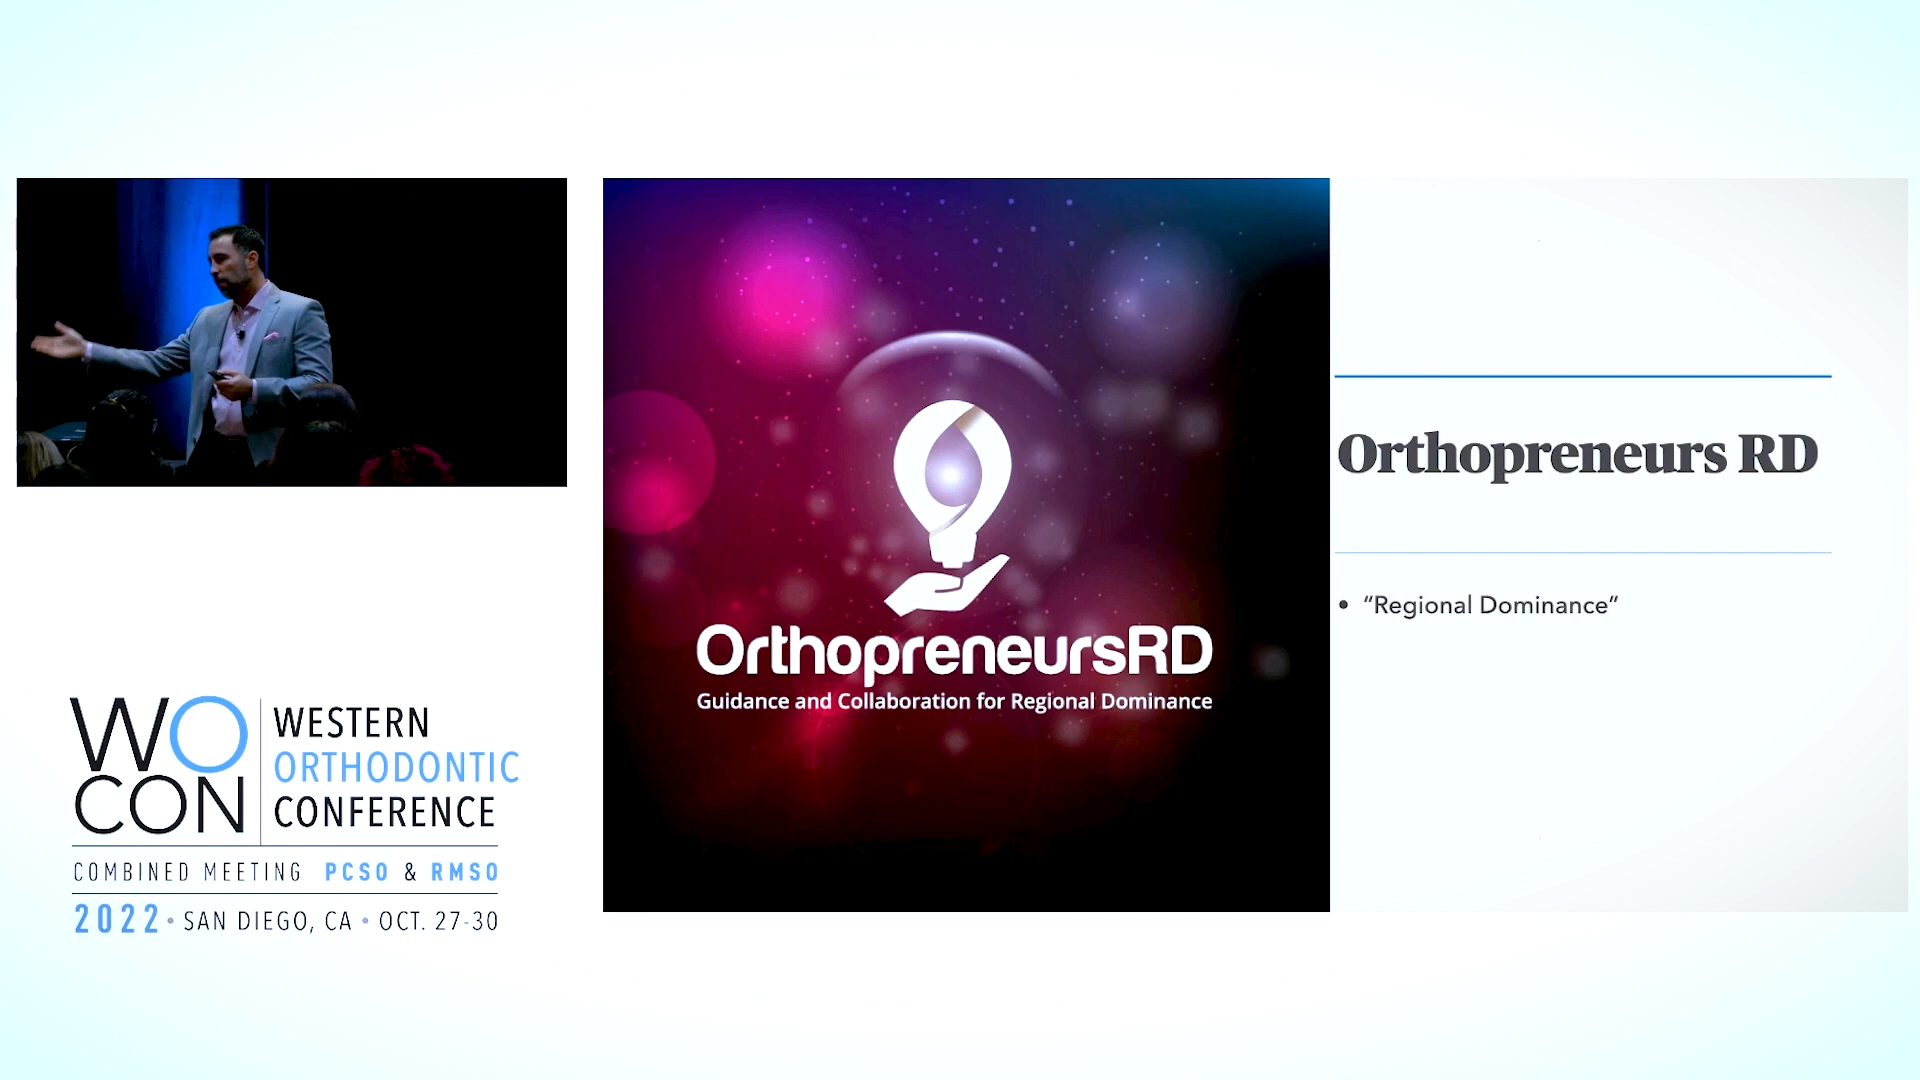 WO
CON
WESTERN
ORTHODONTIC
CONFERENCE
COMBINED MEETING PCSO & RMSO
2022 • SAN DIEGO, CA • OCT. 27-30
OrthopreneursRD
Guidance and Collaboration for Regional Dominance
Orthopreneurs RD
• “Regional Dominance”